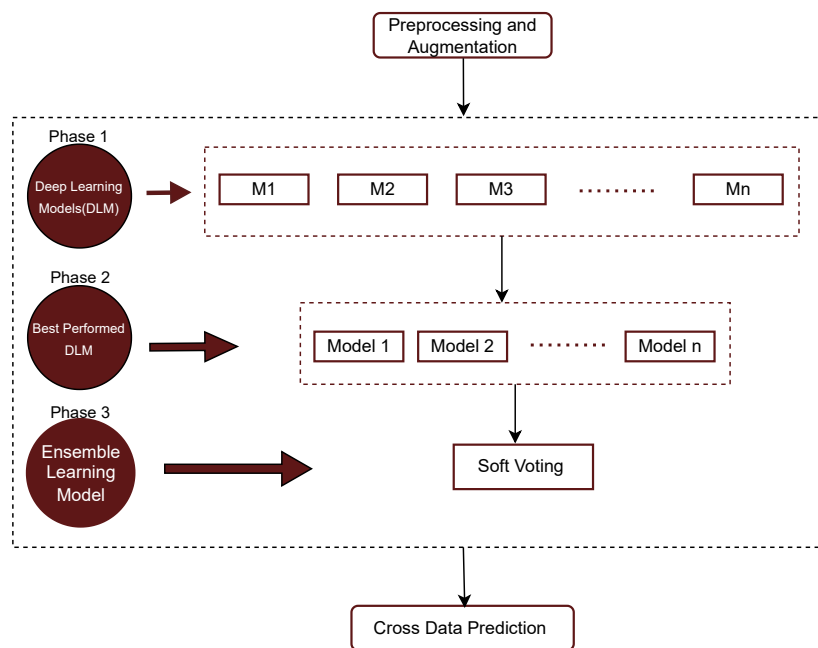 Preprocessing and
Augmentation
Phase 1
Deep Learning
Models(DLM)
M1 M2 M3 ........ Mn
Phase 2
Best Performed
DLM
Model 1 Model 2 ........ Model n
Phase 3
Ensemble
Learning
Model
Soft Voting
Cross Data Prediction